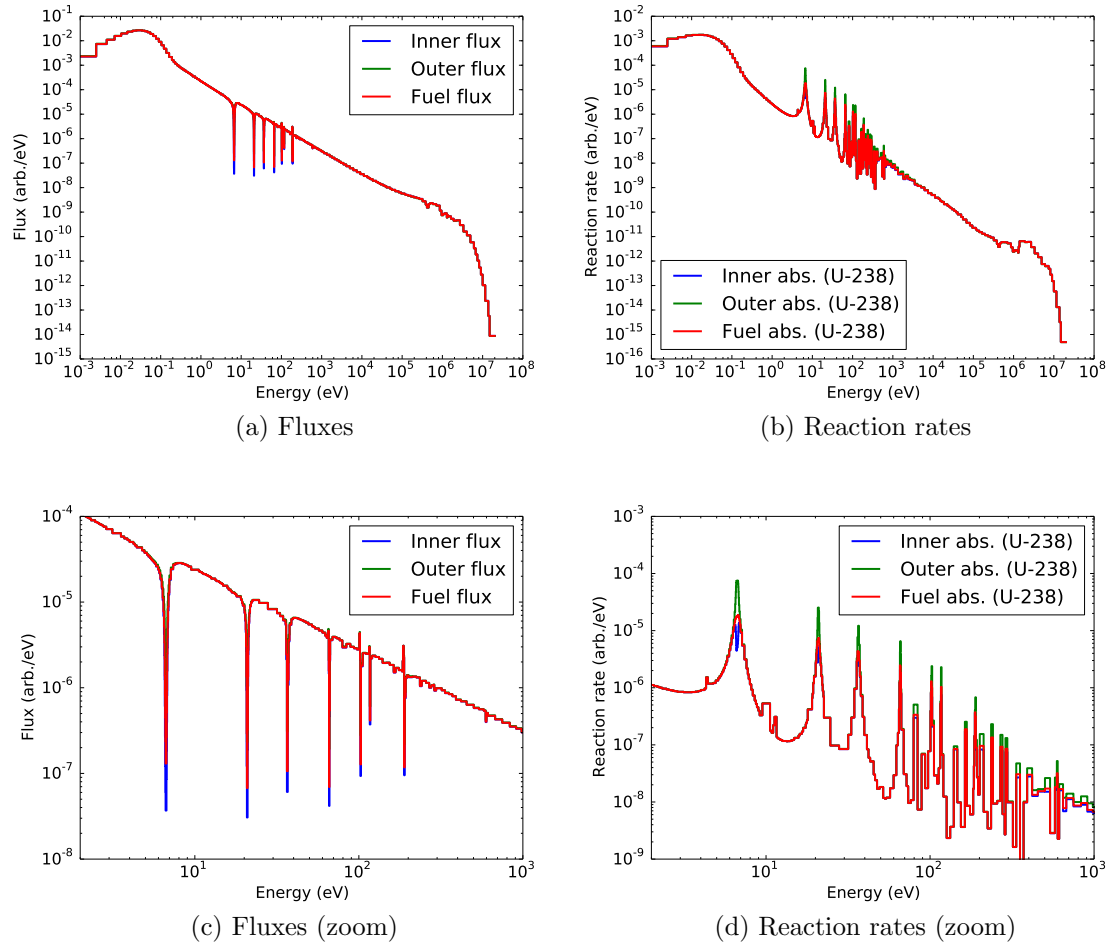 Flux (arb./eV)
10^-1
10^-2
10^-3
10^-4
10^-5
10^-6
10^-7
10^-8
10^-9
10^-10
10^-11
10^-12
10^-13
10^-14
10^-15
Inner flux
Outer flux
Fuel flux
10^-3 10^-2 10^-1 10^0 10^1 10^2 10^3 10^4 10^5 10^6 10^7 10^8
Energy (eV)
(a) Fluxes
Reaction rate (arb./eV)
10^-1
10^-2
10^-3
10^-4
10^-5
10^-6
10^-7
10^-8
10^-9
10^-10
10^-11
10^-12
10^-13
10^-14
10^-15
10^-16
Inner abs. (U-238)
Outer abs. (U-238)
Fuel abs. (U-238)
10^-3 10^-2 10^-1 10^0 10^1 10^2 10^3 10^4 10^5 10^6 10^7 10^8
Energy (eV)
(b) Reaction rates
Flux (arb./eV)
10^-4
10^-5
10^-6
10^-7
10^-8
Inner flux
Outer flux
Fuel flux
10^1 10^2 10^3
Energy (eV)
(c) Fluxes (zoom)
Reaction rate (arb./eV)
10^-3
10^-4
10^-5
10^-6
10^-7
10^-8
10^-9
Inner abs. (U-238)
Outer abs. (U-238)
Fuel abs. (U-238)
10^1 10^2 10^3
Energy (eV)
(d) Reaction rates (zoom)